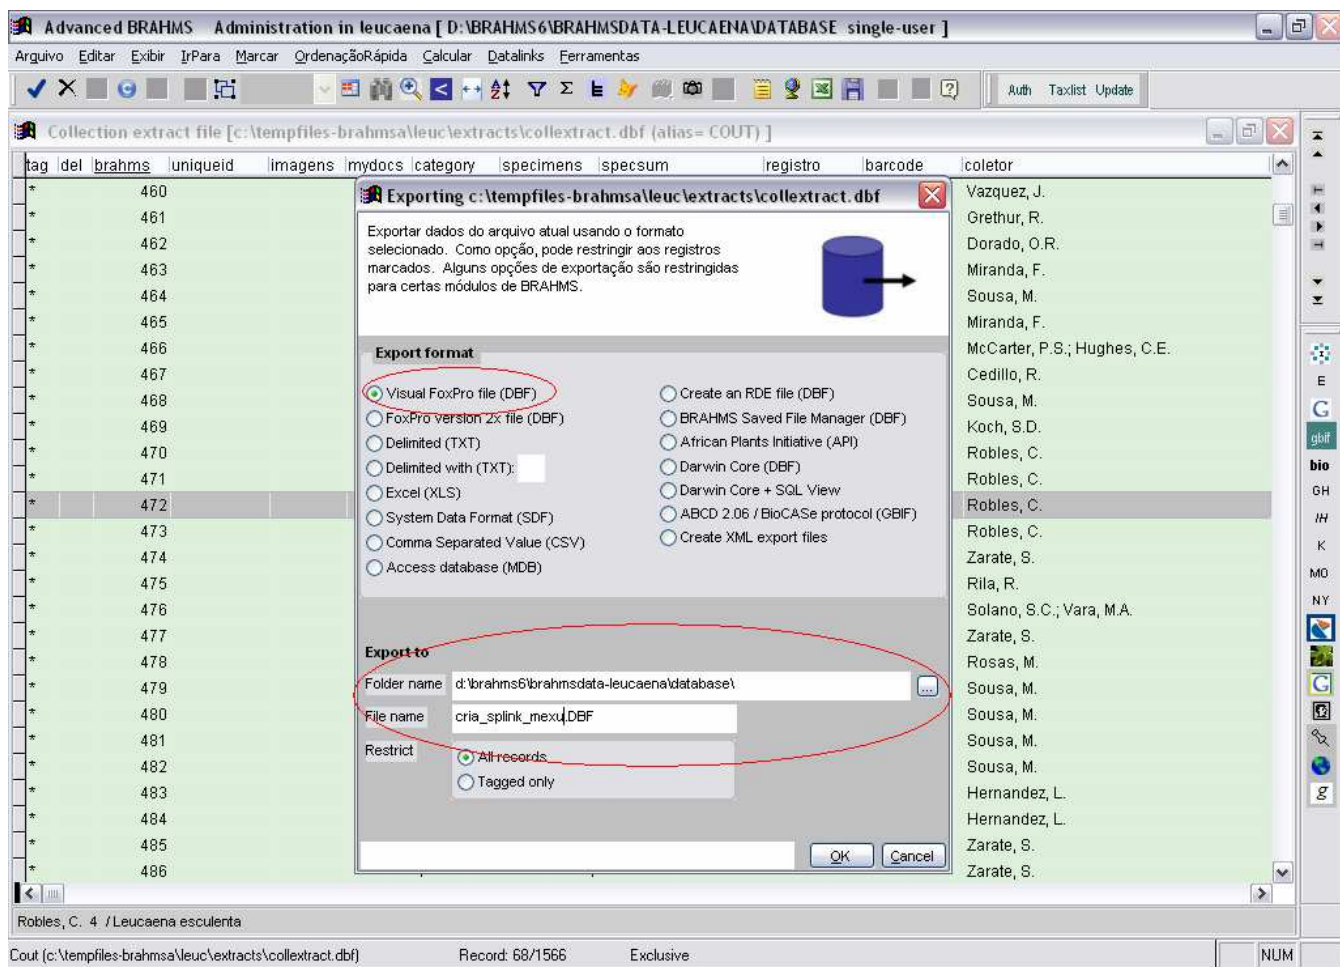 Advanced BRAHMS Administration in leucaena [ D:\BRAHMS6\BRAHMSDATA-LEUCAENA\DATABASE single-user ]
Arquivo Editar Exibir IrPara Marcar OrdenaçãoRápida Calcular Datalinks Ferramentas
Auth Taxlist Update
Collection extract file [c:\tempfiles-brahmsa\leuc\extracts\collextract.dbf (alias= COUT) ]
tag del brahms uniqueid imagens mydocs category specimens specsum registro barcode coletor
* 460 Vazquez, J.
* 461 Grethur, R.
* 462 Dorado, O.R.
* 463 Miranda, F.
* 464 Sousa, M.
* 465 Miranda, F.
* 466 McCarter, P.S.; Hughes, C.E.
* 467 Cedillo, R.
* 468 Sousa, M.
* 469 Koch, S.D.
* 470 Robles, C.
* 471 Robles, C.
* 472 Robles, C.
* 473 Robles, C.
* 474 Zarate, S.
* 475 Rila, R.
* 476 Solano, S.C.; Vara, M.A.
* 477 Zarate, S.
* 478 Rosas, M.
* 479 Sousa, M.
* 480 Sousa, M.
* 481 Sousa, M.
* 482 Sousa, M.
* 483 Hernandez, L.
* 484 Hernandez, L.
* 485 Zarate, S.
* 486 Zarate, S.
Exporting c:\tempfiles-brahmsa\leuc\extracts\collextract.dbf
Exportar dados do arquivo atual usando o formato
selecionado. Como opção, pode restringir aos registros
marcados. Alguns opções de exportação são restringidas
para certas módulos de BRAHMS.
Export format
Visual FoxPro file (DBF)
FoxPro version 2x file (DBF)
Delimited (TXT)
Delimited with (TXT):
Excel (XLS)
System Data Format (SDF)
Comma Separated Value (CSV)
Access database (MDB)
Create an RDE file (DBF)
BRAHMS Saved File Manager (DBF)
African Plants Initiative (API)
Darwin Core (DBF)
Darwin Core + SQL View
ABCD 2.06 / BioCASe protocol (GBIF)
Create XML export files
Export to
Folder name d:\brahms6\brahmsdata-leucaena\database\ ...
File name cria_splink_mexu.DBF
Restrict
All records
Tagged only
OK Cancel
E
G
gbif
bio
GH
IH
K
MO
NY
G
g
Robles, C. 4 / Leucaena esculenta
Cout (c:\tempfiles-brahmsa\leuc\extracts\collextract.dbf) Record: 68/1566 Exclusive NUM